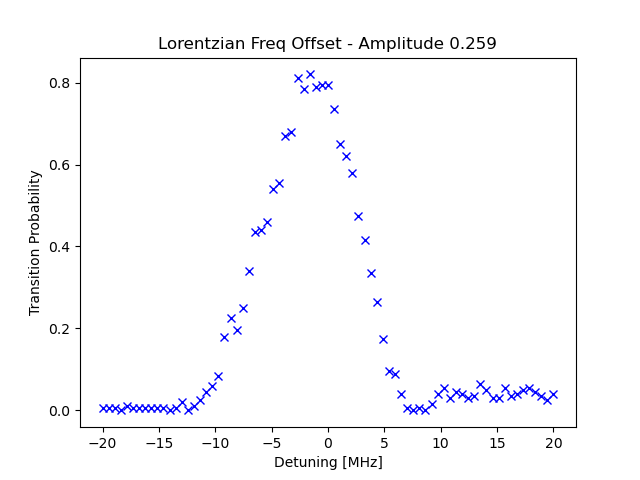 Lorentzian Freq Offset - Amplitude 0.259
0.8
0.6
0.4
0.2
0.0
Transition Probability
−20 −15 −10 −5 0 5 10 15 20
Detuning [MHz]